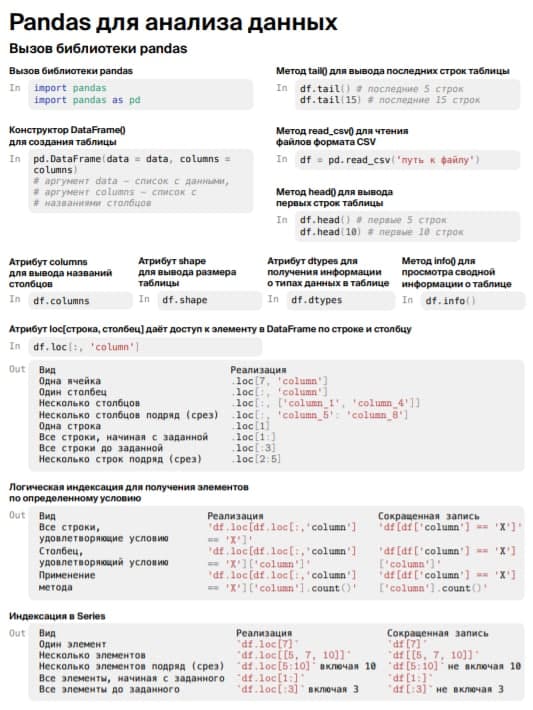 Pandas для анализа данных
Вызов библиотеки pandas
Вызов библиотеки pandas
In import pandas
import pandas as pd
Конструктор DataFrame()
для создания таблицы
In pd.DataFrame(data = data, columns =
columns)
# аргумент data — список с данными,
# аргумент columns — список с
# названиями столбцов
Метод tail() для вывода последних строк таблицы
In df.tail() # последние 5 строк
df.tail(15) # последние 15 строк
Метод read_csv() для чтения
файлов формата CSV
In df = pd.read_csv('путь к файлу')
Метод head() для вывода
первых строк таблицы
In df.head() # первые 5 строк
df.head(10) # первые 10 строк
Атрибут columns
для вывода названий
столбцов
In df.columns
Атрибут shape
для вывода размера
таблицы
In df.shape
Атрибут dtypes для
получения информации
о типах данных в таблице
In df.dtypes
Метод info() для
просмотра сводной
информации о таблице
In df.info()
Атрибут loc[строка, столбец] даёт доступ к элементу в DataFrame по строке и столбцу
In df.loc[:, 'column']
Out Вид Реализация
Одна ячейка .loc[7, 'column']
Один столбец .loc[:, 'column']
Несколько столбцов .loc[:, ['column_1', 'column_4']]
Несколько столбцов подряд (срез) .loc[:, 'column_5': 'column_8']
Одна строка .loc[1]
Все строки, начиная с заданной .loc[1:]
Все строки до заданной .loc[:3]
Несколько строк подряд (срез) .loc[2:5]
Логическая индексация для получения элементов
по определенному условию
Out Вид Реализация Сокращенная запись
Все строки, 'df.loc[df.loc[:,'column'] 'df[df['column'] == 'X']'
удовлетворяющие условию == 'X']'
Столбец, 'df.loc[df.loc[:,'column'] 'df[df['column'] == 'X']
удовлетворяющий условию == 'X']['column']' ['column']'
Применение 'df.loc[df.loc[:,'column'] 'df[df['column'] == 'X']
метода == 'X']['column'].count()' ['column'].count()'
Индексация в Series
Out Вид Реализация Сокращенная запись
Один элемент `df.loc[7]` `df[7]`
Несколько элементов `df.loc[[5, 7, 10]]` `df[[5, 7, 10]]`
Несколько элементов подряд (срез) `df.loc[5:10]` включая 10 `df[5:10]` не включая 10
Все элементы, начиная с заданного `df.loc[1:]` `df[1:]`
Все элементы до заданного `df.loc[:3]` включая 3 `df[:3]` не включая 3